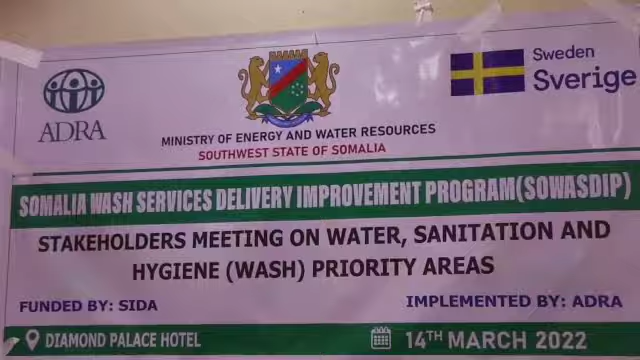 ADRA
Sweden
Sverige
MINISTRY OF ENERGY AND WATER RESOURCES
SOUTHWEST STATE OF SOMALIA
SOMALIA WASH SERVICES DELIVERY IMPROVEMENT PROGRAM(SOWASDIP)
STAKEHOLDERS MEETING ON WATER, SANITATION AND
HYGIENE (WASH) PRIORITY AREAS
FUNDED BY: SIDA
IMPLEMENTED BY: ADRA
DIAMOND PALACE HOTEL
14TH MARCH 2022